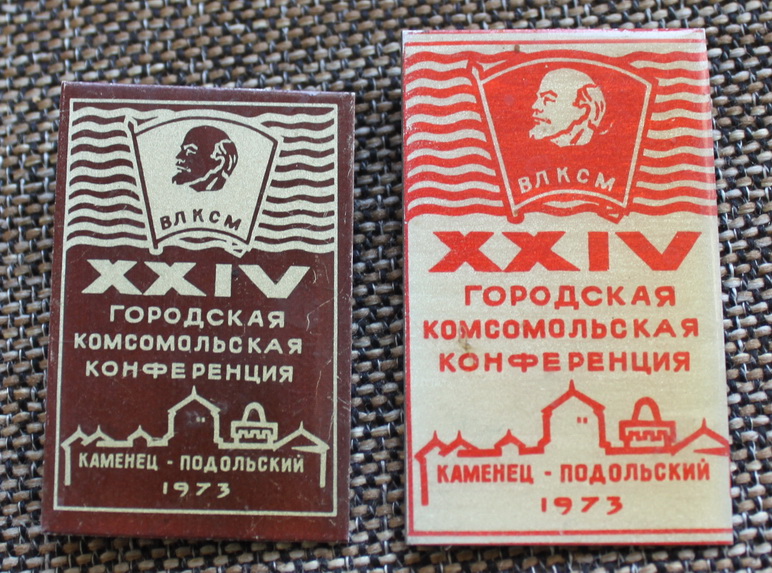 ВЛКСМ
XXIV
ГОРОДСКАЯ
КОМСОМОЛЬСКАЯ
КОНФЕРЕНЦИЯ
КАМЕНЕЦ - ПОДОЛЬСКИЙ
1973
ВЛКСМ
XXIV
ГОРОДСКАЯ
КОМСОМОЛЬСКАЯ
КОНФЕРЕНЦИЯ
КАМЕНЕЦ - ПОДОЛЬСКИЙ
1973